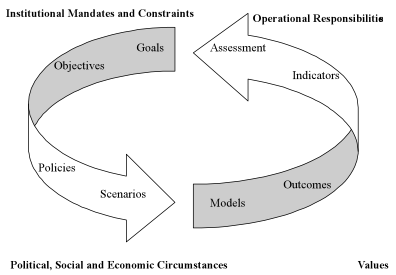 Institutional Mandates and Constraints
Operational Responsibilities
Goals
Assessment
Objectives
Indicators
Policies
Scenarios
Outcomes
Models
Political, Social and Economic Circumstances
Values